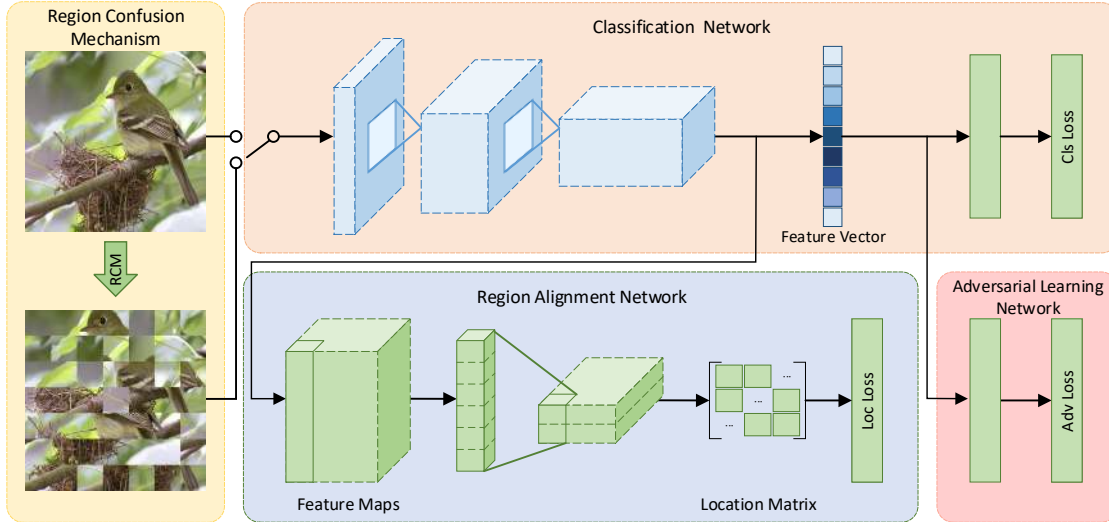 Region Confusion
Mechanism
RCM
Classification Network
Feature Vector
Cls Loss
Region Alignment Network
Feature Maps
...
...
...
Location Matrix
Loc Loss
Adversarial Learning
Network
Adv Loss